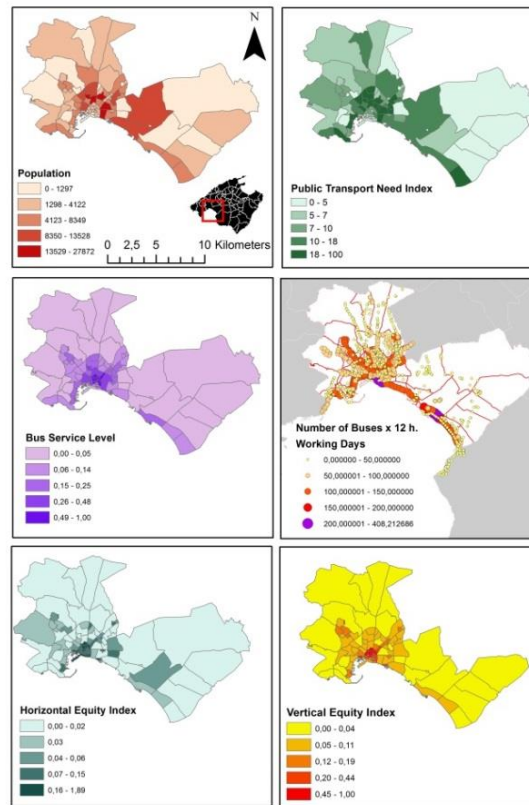 N
Population
0 - 1297
1298 - 4122
4123 - 8349
8350 - 13528
13529 - 27872
0 2,5 5 10 Kilometers
Public Transport Need Index
0 - 5
5 - 7
7 - 10
10 - 18
18 - 100
Bus Service Level
0,00 - 0,05
0,06 - 0,14
0,15 - 0,25
0,26 - 0,48
0,49 - 1,00
Number of Buses x 12 h.
Working Days
0,000000 - 50,000000
50,000001 - 100,000000
100,000001 - 150,000000
150,000001 - 200,000000
200,000001 - 408,212686
Horizontal Equity Index
0,00 - 0,02
0,03
0,04 - 0,06
0,07 - 0,15
0,16 - 1,89
Vertical Equity Index
0,00 - 0,04
0,05 - 0,11
0,12 - 0,19
0,20 - 0,44
0,45 - 1,00